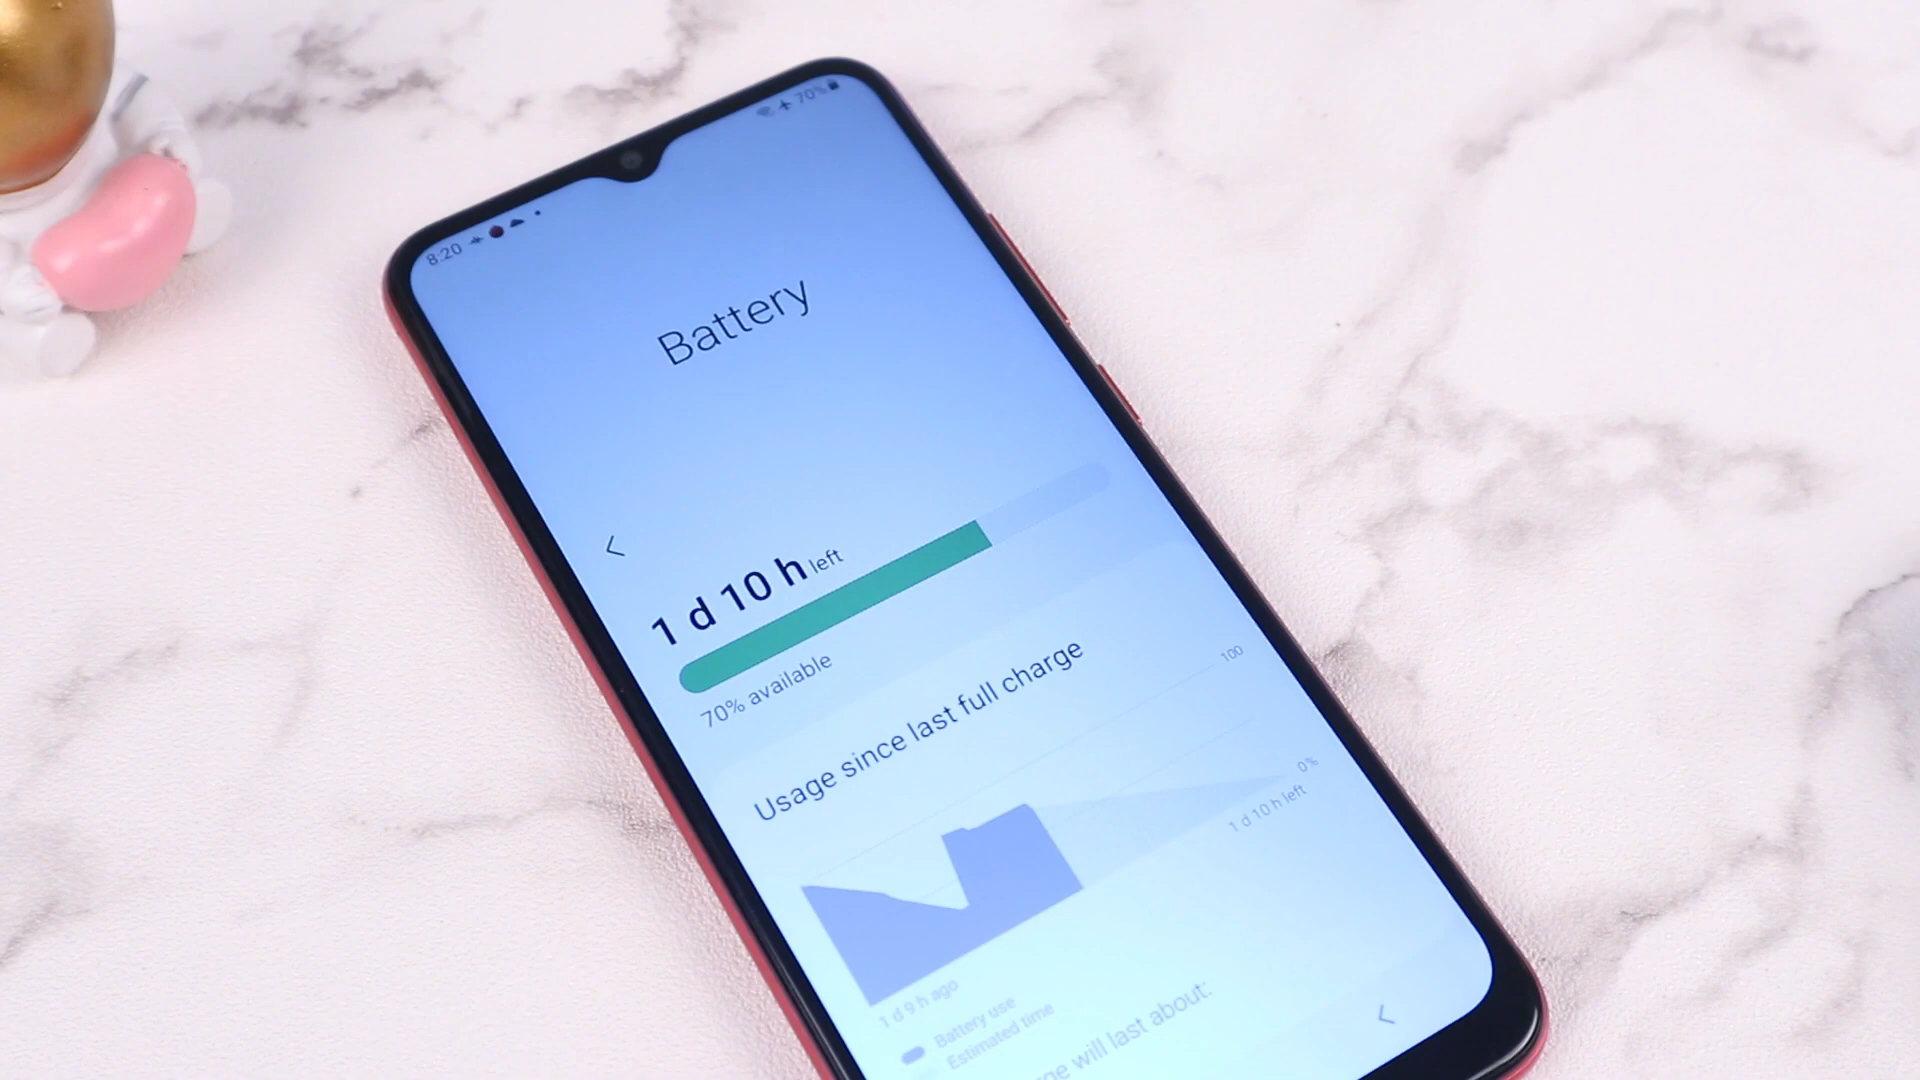 8:20
70%
Battery
1 d 10 h left
70% available
Usage since last full charge
100
0%
1 d 10 h left
1 d 9 h ago
Battery use
Estimated time
will last about: